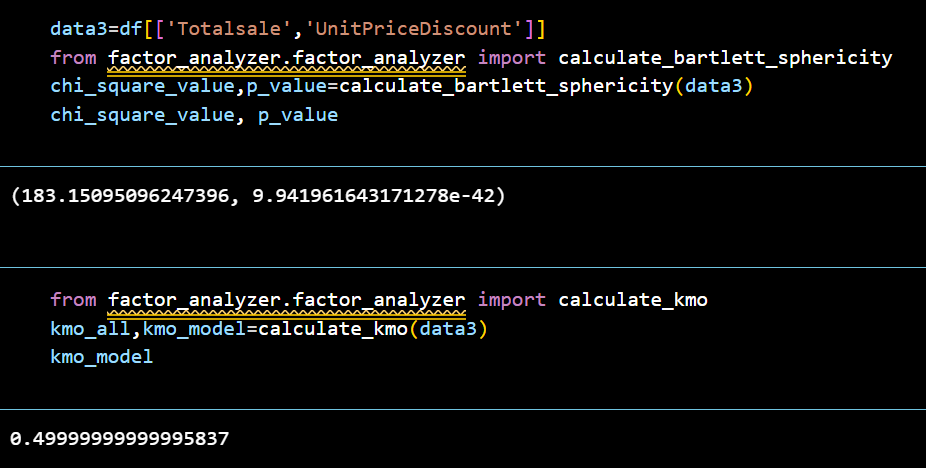 data3=df[['Totalsale','UnitPriceDiscount']]
from factor_analyzer.factor_analyzer import calculate_bartlett_sphericity
chi_square_value,p_value=calculate_bartlett_sphericity(data3)
chi_square_value, p_value
(183.15095096247396, 9.941961643171278e-42)
from factor_analyzer.factor_analyzer import calculate_kmo
kmo_all,kmo_model=calculate_kmo(data3)
kmo_model
0.49999999999995837